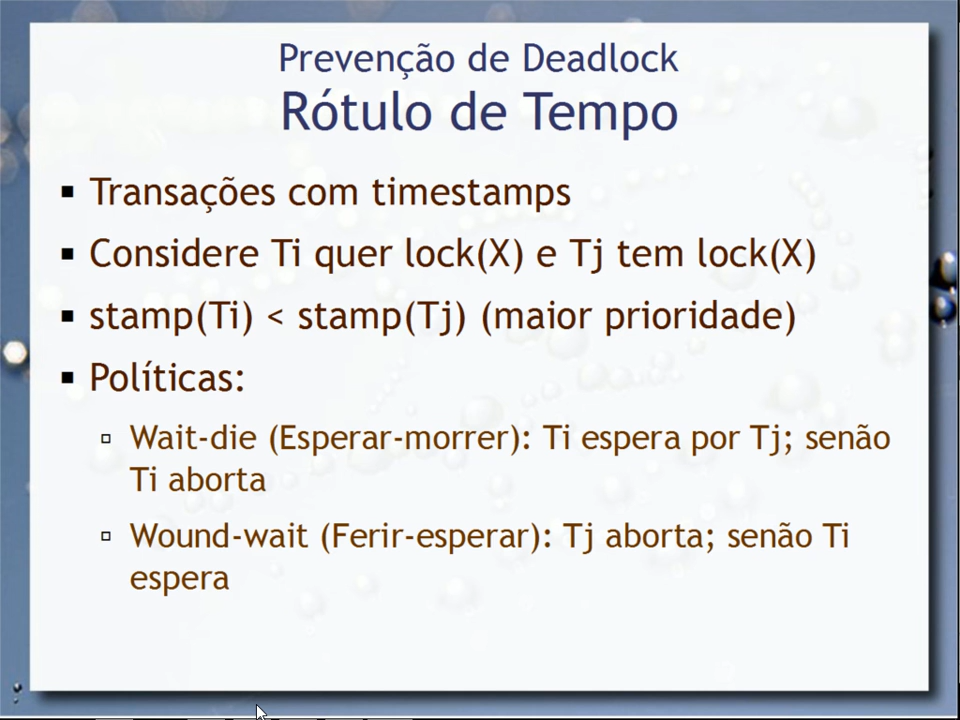 Prevenção de Deadlock
Rótulo de Tempo
Transações com timestamps
Considere Ti quer lock(X) e Tj tem lock(X)
stamp(Ti) < stamp(Tj) (maior prioridade)
Políticas:
Wait-die (Esperar-morrer): Ti espera por Tj; senão
Ti aborta
Wound-wait (Ferir-esperar): Tj aborta; senão Ti
espera